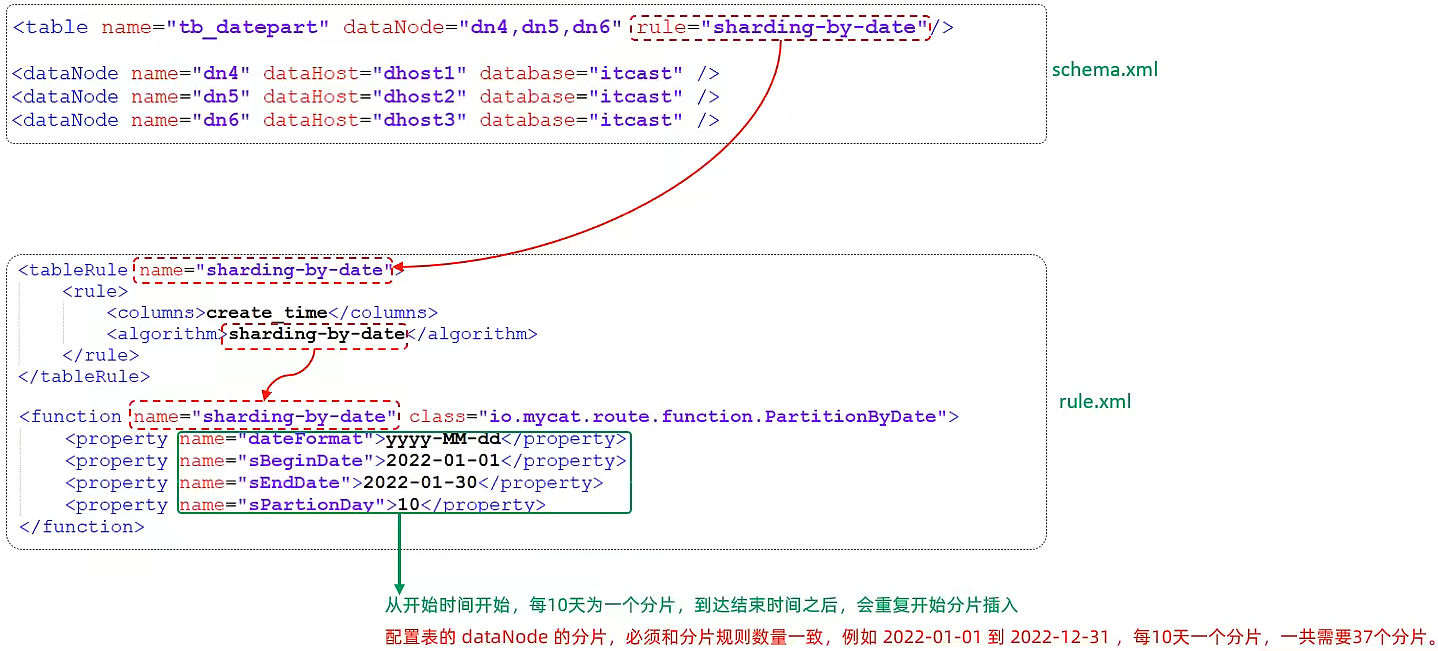 <table name="tb_datepart" dataNode="dn4,dn5,dn6" rule="sharding-by-date"/>
<dataNode name="dn4" dataHost="dhost1" database="itcast" />
<dataNode name="dn5" dataHost="dhost2" database="itcast" />
<dataNode name="dn6" dataHost="dhost3" database="itcast" />
schema.xml
<tableRule name="sharding-by-date">
<rule>
<columns>create_time</columns>
<algorithm>sharding-by-date</algorithm>
</rule>
</tableRule>
<function name="sharding-by-date" class="io.mycat.route.function.PartitionByDate">
<property name="dateFormat">yyyy-MM-dd</property>
<property name="sBeginDate">2022-01-01</property>
<property name="sEndDate">2022-01-30</property>
<property name="sPartionDay">10</property>
</function>
rule.xml
从开始时间开始，每10天为一个分片，到达结束时间之后，会重复开始分片插入
配置表的 dataNode 的分片，必须和分片规则数量一致，例如 2022-01-01 到 2022-12-31 ，每10天一个分片，一共需要37个分片。